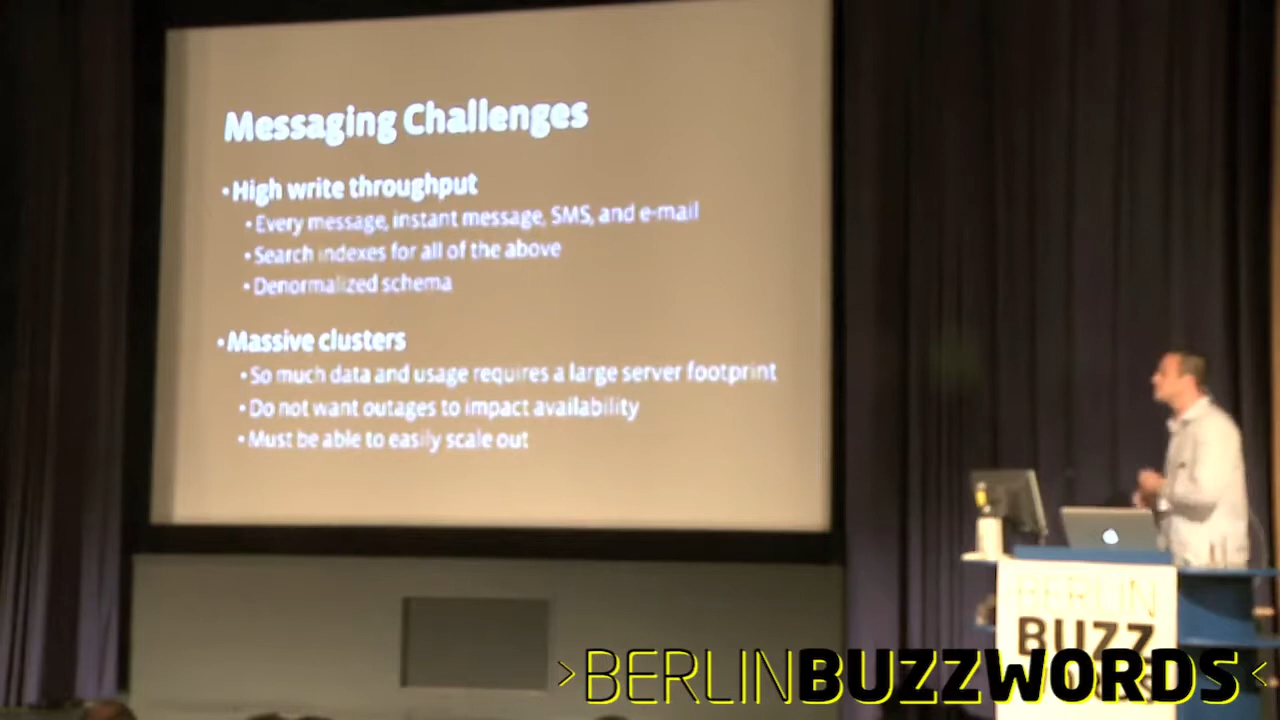 Messaging Challenges
•High write throughput
•Every message, instant message, SMS, and e-mail
•Search indexes for all of the above
•Denormalized schema
•Massive clusters
•So much data and usage requires a large server footprint
•Do not want outages to impact availability
•Must be able to easily scale out
BERLIN
BUZZ
>BERLINBUZZWORDS<